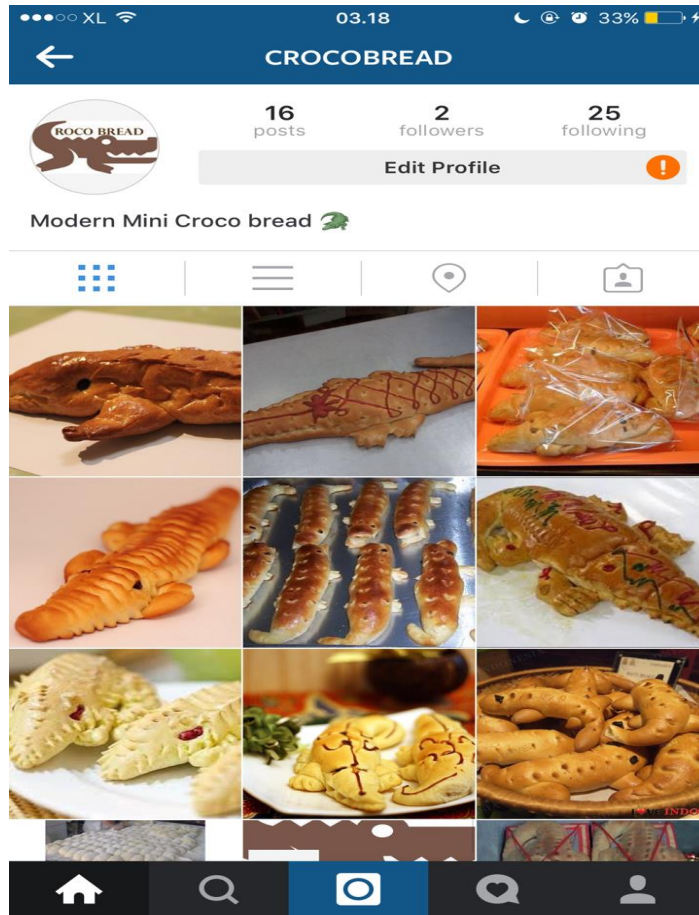 XL 03.18 33%
CROCOBREAD
16 2 25
posts followers following
ROCO BREAD
Edit Profile
Modern Mini Croco bread 🐊
INDO